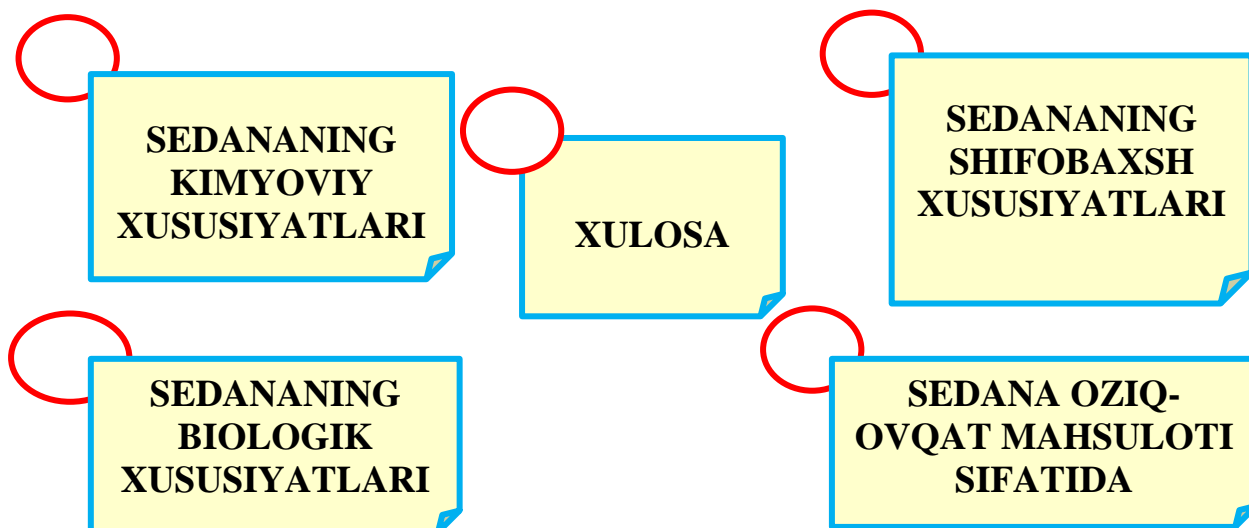 SEDANANING
KIMYOVIY
XUSUSIYATLARI
XULOSA
SEDANANING
SHIFOBAXSH
XUSUSIYATLARI
SEDANANING
BIOLOGIK
XUSUSIYATLARI
SEDANA OZIQ-
OVQAT MAHSULOTI
SIFATIDA